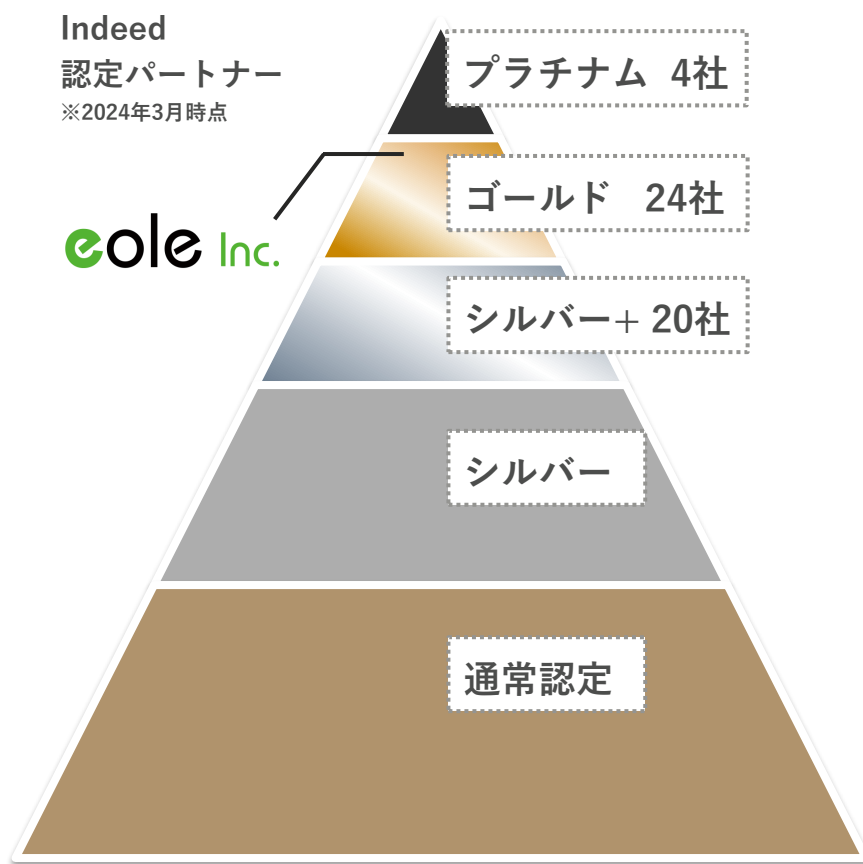 Indeed
認定パートナー
※2024年3月時点
プラチナム 4社
ゴールド 24社
eole Inc.
シルバー+ 20社
シルバー
通常認定